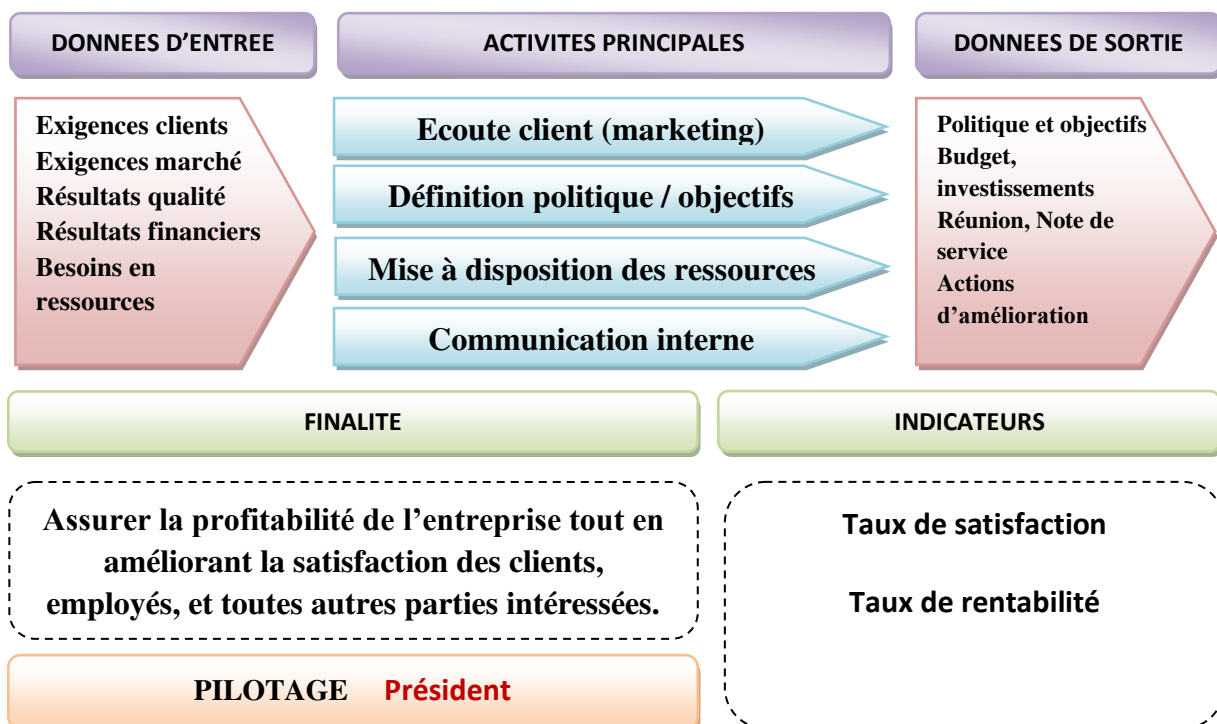 DONNEES D’ENTREE
ACTIVITES PRINCIPALES
DONNEES DE SORTIE
Exigences clients
Exigences marché
Résultats qualité
Résultats financiers
Besoins en
ressources
Ecoute client (marketing)
Définition politique / objectifs
Mise à disposition des ressources
Communication interne
Politique et objectifs
Budget,
investissements
Réunion, Note de
service
Actions
d’amélioration
FINALITE
INDICATEURS
Assurer la profitabilité de l’entreprise tout en
améliorant la satisfaction des clients,
employés, et toutes autres parties intéressées.
Taux de satisfaction
Taux de rentabilité
PILOTAGE Président